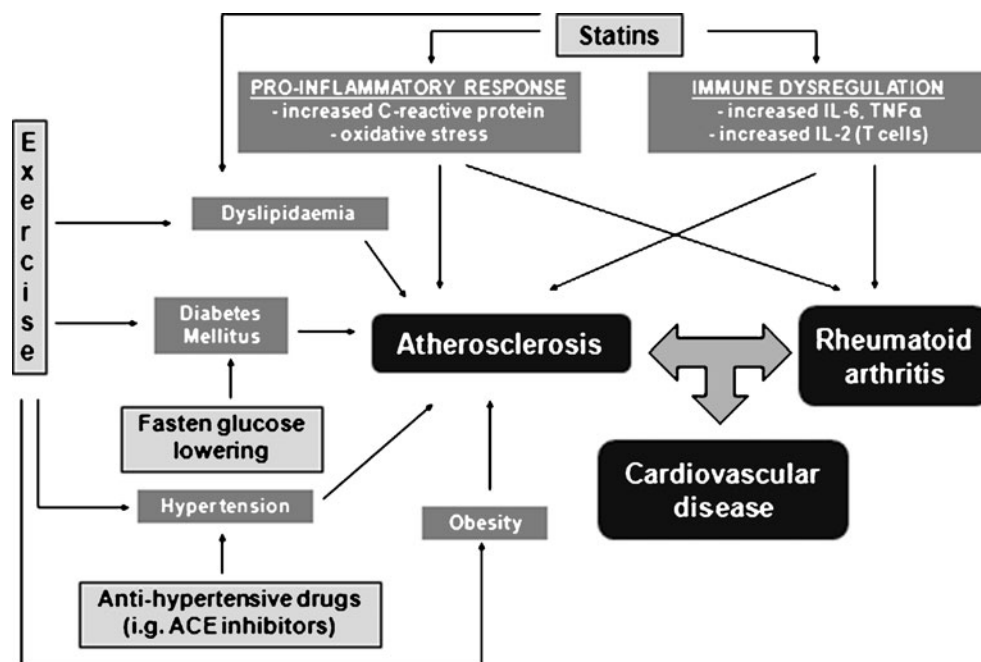 Statins
PRO-INFLAMMATORY RESPONSE
- increased C-reactive protein
- oxidative stress
IMMUNE DYSREGULATION
- increased IL-6, TNFα
- increased IL-2 (T cells)
Exercise
Dyslipidaemia
Diabetes
Mellitus
Atherosclerosis
Rheumatoid
arthritis
Fasten glucose
lowering
Cardiovascular
disease
Hypertension
Obesity
Anti-hypertensive drugs
(i.g. ACE inhibitors)